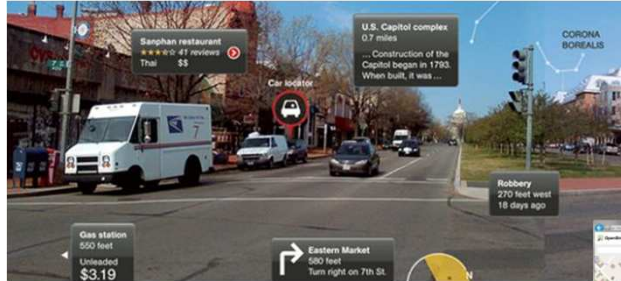 Sanphan restaurant
41 reviews
Thai $$
U.S. Capitol complex
0.7 miles
... Construction of the
Capitol began in 1793.
When built, it was ...
CORONA
BOREALIS
Car locator
Robbery
270 feet west
18 days ago
Gas station
550 feet
Unleaded
$3.19
Eastern Market
580 feet
Turn right on 7th St.
N